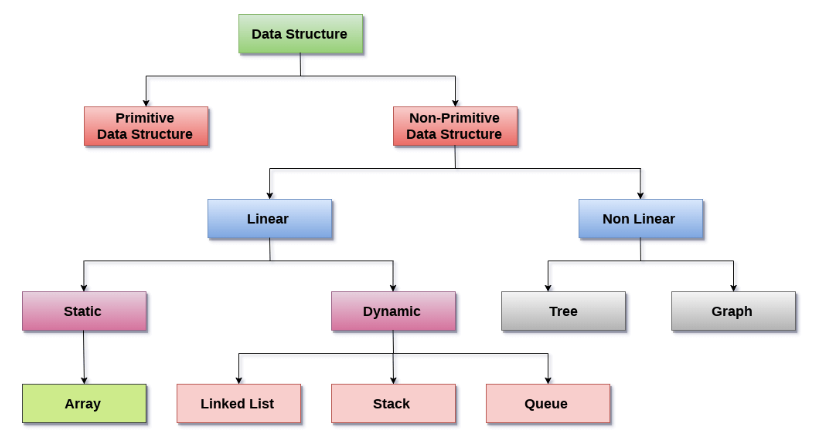 Data Structure
Primitive
Data Structure
Non-Primitive
Data Structure
Linear
Non Linear
Static
Dynamic
Tree
Graph
Array
Linked List
Stack
Queue